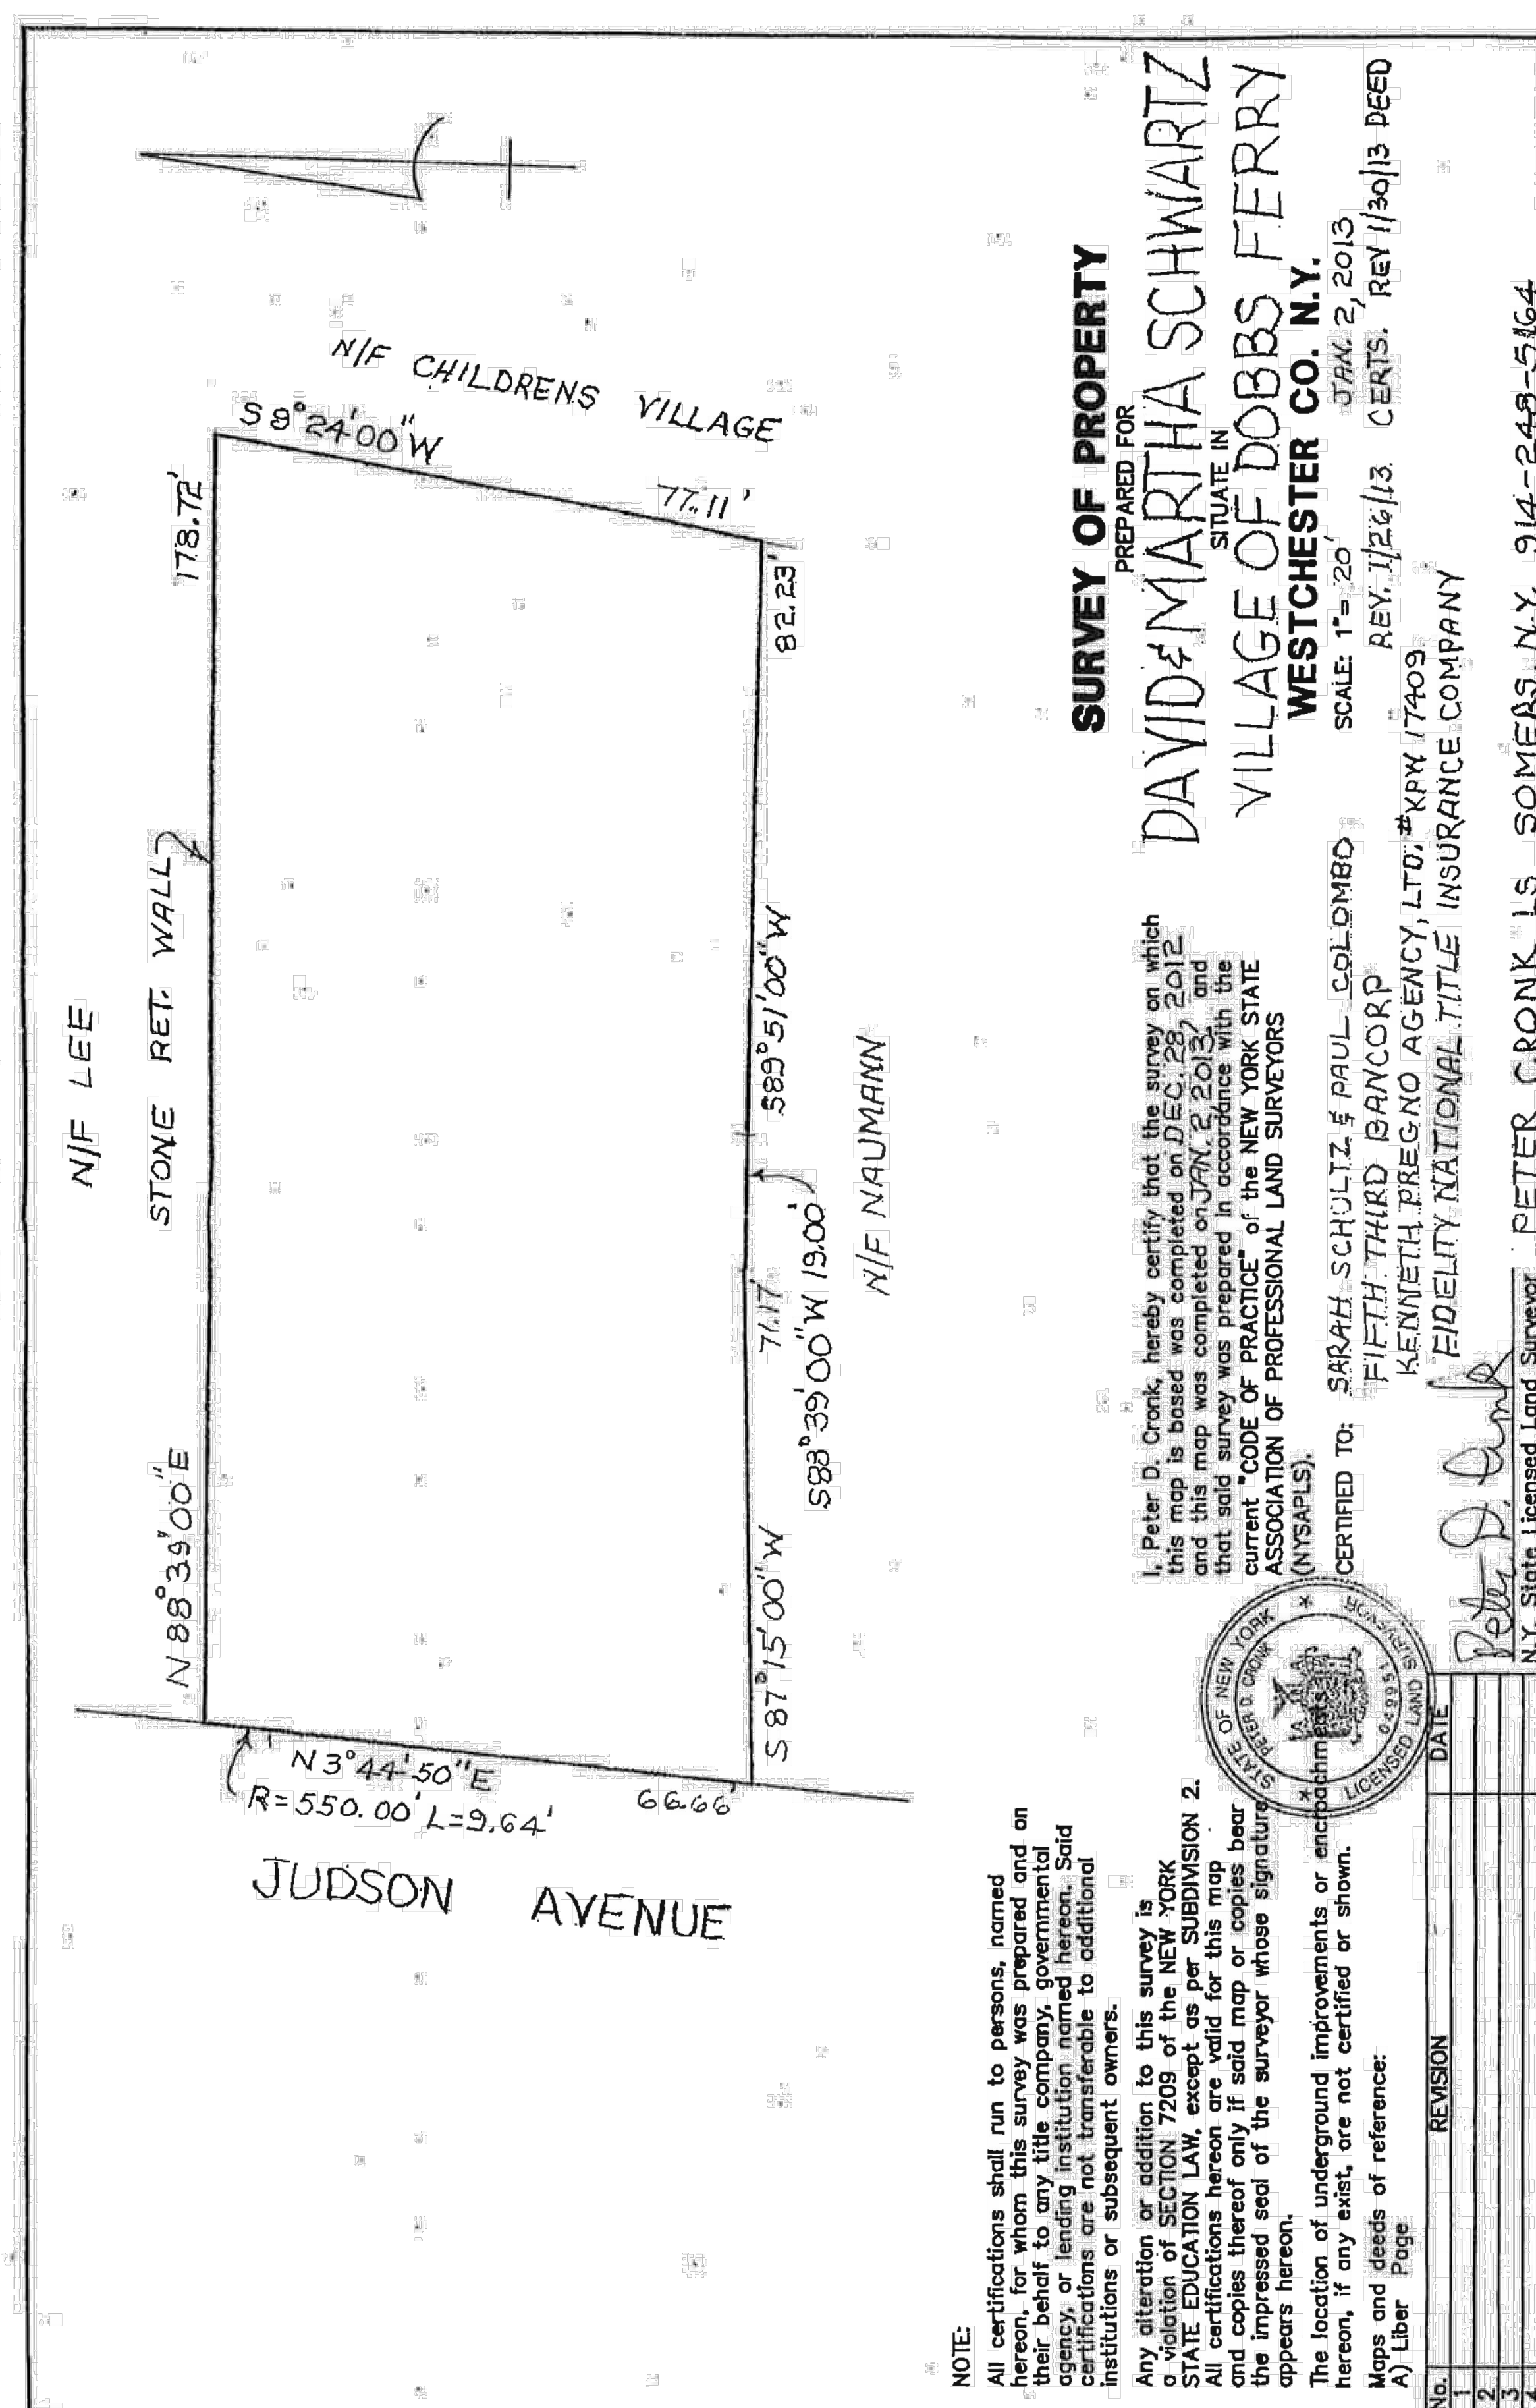 N/F LEE
STONE RET. WALL
N 88°39'00"E
178.72'
S 8°24'00"W
77.11'
N/F CHILDRENS VILLAGE
N 3°44'50"E
R=550.00' L=9.64'
66.66'
JUDSON AVENUE
S 87°15'00"W
71.17'
S88°39'00"W 19.00'
S89°51'00"W
82.23'
N/F NAUMANN
NOTE:
All certifications shall run to persons, named
hereon, for whom this survey was prepared and on
their behalf to any title company, governmental
agency, or lending institution named hereon. Said
certifications are not transferable to additional
institutions or subsequent owners.
Any alteration or addition to this survey is
a violation of SECTION 7209 of the NEW YORK
STATE EDUCATION LAW, except as per SUBDIVISION 2.
All certifications hereon are valid for this map
and copies thereof only if said map or copies bear
the impressed seal of the surveyor whose signature
appears hereon.
The location of underground improvements or encroachments
hereon, if any exist, are not certified or shown.
Maps and deeds of reference:
A) Liber Page
No. REVISION DATE
1
2
3
STATE OF NEW YORK
PETER D. CRONK
049951
LICENSED LAND SURVEYOR
I, Peter D. Cronk, hereby certify that the survey on which
this map is based was completed on DEC. 28, 2012
and this map was completed on JAN. 2, 2013, and
that said survey was prepared in accordance with the
current "CODE OF PRACTICE" of the NEW YORK STATE
ASSOCIATION OF PROFESSIONAL LAND SURVEYORS
(NYSAPLS).
CERTIFIED TO: SARAH SCHULTZ & PAUL COLOMBO
FIFTH THIRD BANCORP
KENNETH PREGNO AGENCY, LTD. #KPW 17409
FIDELITY NATIONAL TITLE INSURANCE COMPANY
Peter D. Cronk
N.Y. State Licensed Land Surveyor
PETER CRONK LS SOMERS, N.Y. 914-248-5164
SURVEY OF PROPERTY
PREPARED FOR
DAVID & MARTHA SCHWARTZ
SITUATE IN
VILLAGE OF DOBBS FERRY
WESTCHESTER CO. N.Y.
SCALE: 1"= 20' JAN. 2, 2013
REV. 1/26/13 CERTS. REV 1/30/13 DEED